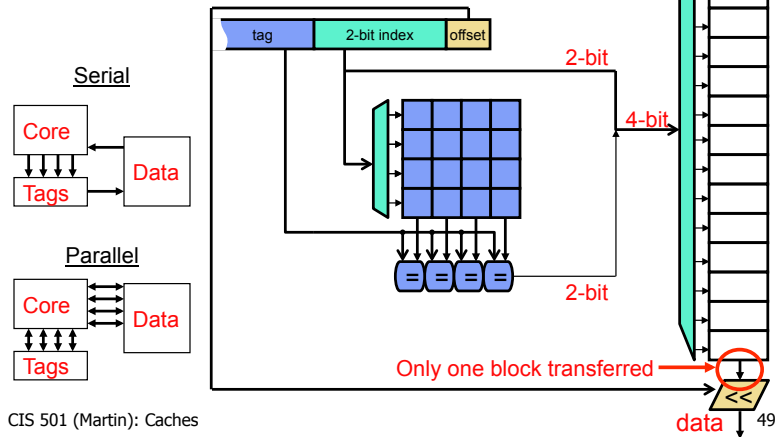 tag 2-bit index offset
2-bit
Serial
Core
Data
Tags
4-bit
Parallel
Core
Data
Tags
= = = =
2-bit
Only one block transferred
<<
data
CIS 501 (Martin): Caches
49